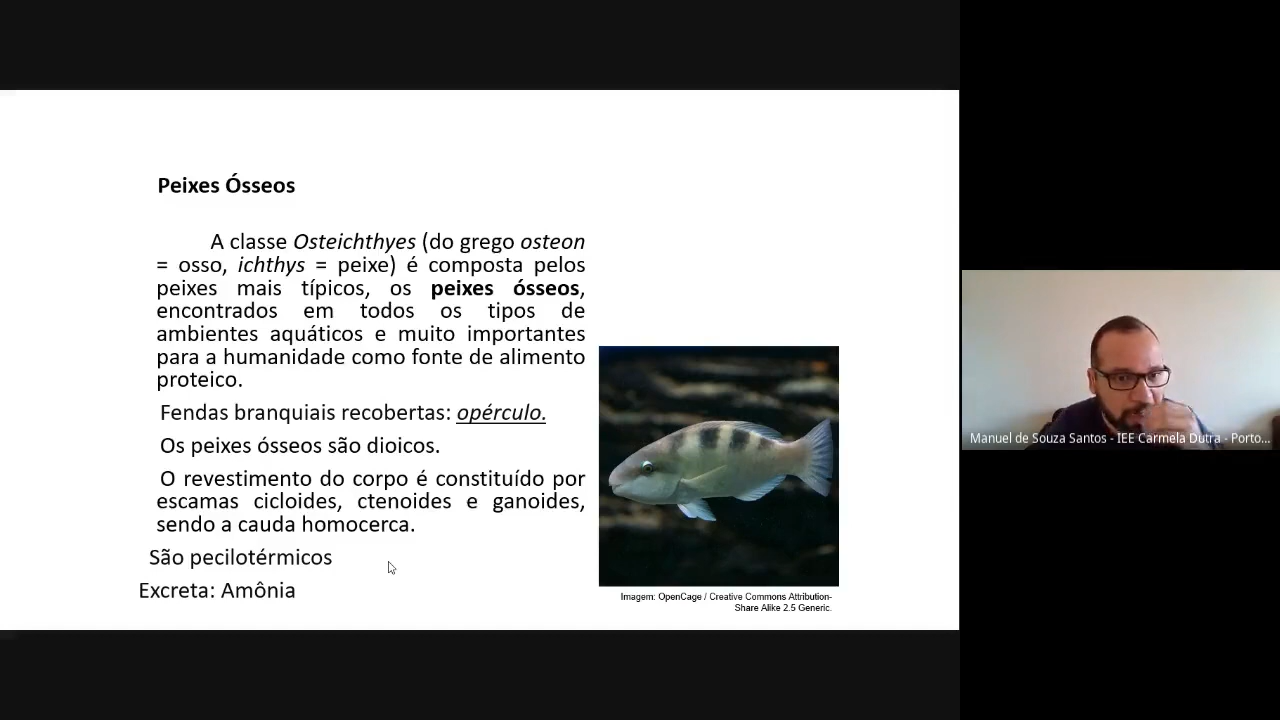 Peixes Ósseos
A classe Osteichthyes (do grego osteon
= osso, ichthys = peixe) é composta pelos
peixes mais típicos, os peixes ósseos,
encontrados em todos os tipos de
ambientes aquáticos e muito importantes
para a humanidade como fonte de alimento
proteico.
Fendas branquiais recobertas: opérculo.
Os peixes ósseos são dioicos.
O revestimento do corpo é constituído por
escamas cicloides, ctenoides e ganoides,
sendo a cauda homocerca.
São pecilotérmicos
Excreta: Amônia
Imagem: OpenCage / Creative Commons Attribution-
Share Alike 2.5 Generic.
Manuel de Souza Santos - IEE Carmela Dutra - Porto...